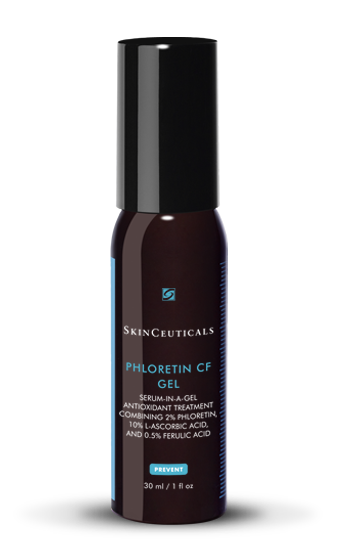 SKINCEUTICALS
PHLORETIN CF
GEL
SERUM-IN-A-GEL
ANTIOXIDANT TREATMENT
COMBINING 2% PHLORETIN,
10% L-ASCORBIC ACID,
AND 0.5% FERULIC ACID
PREVENT
30 ml / 1 fl oz